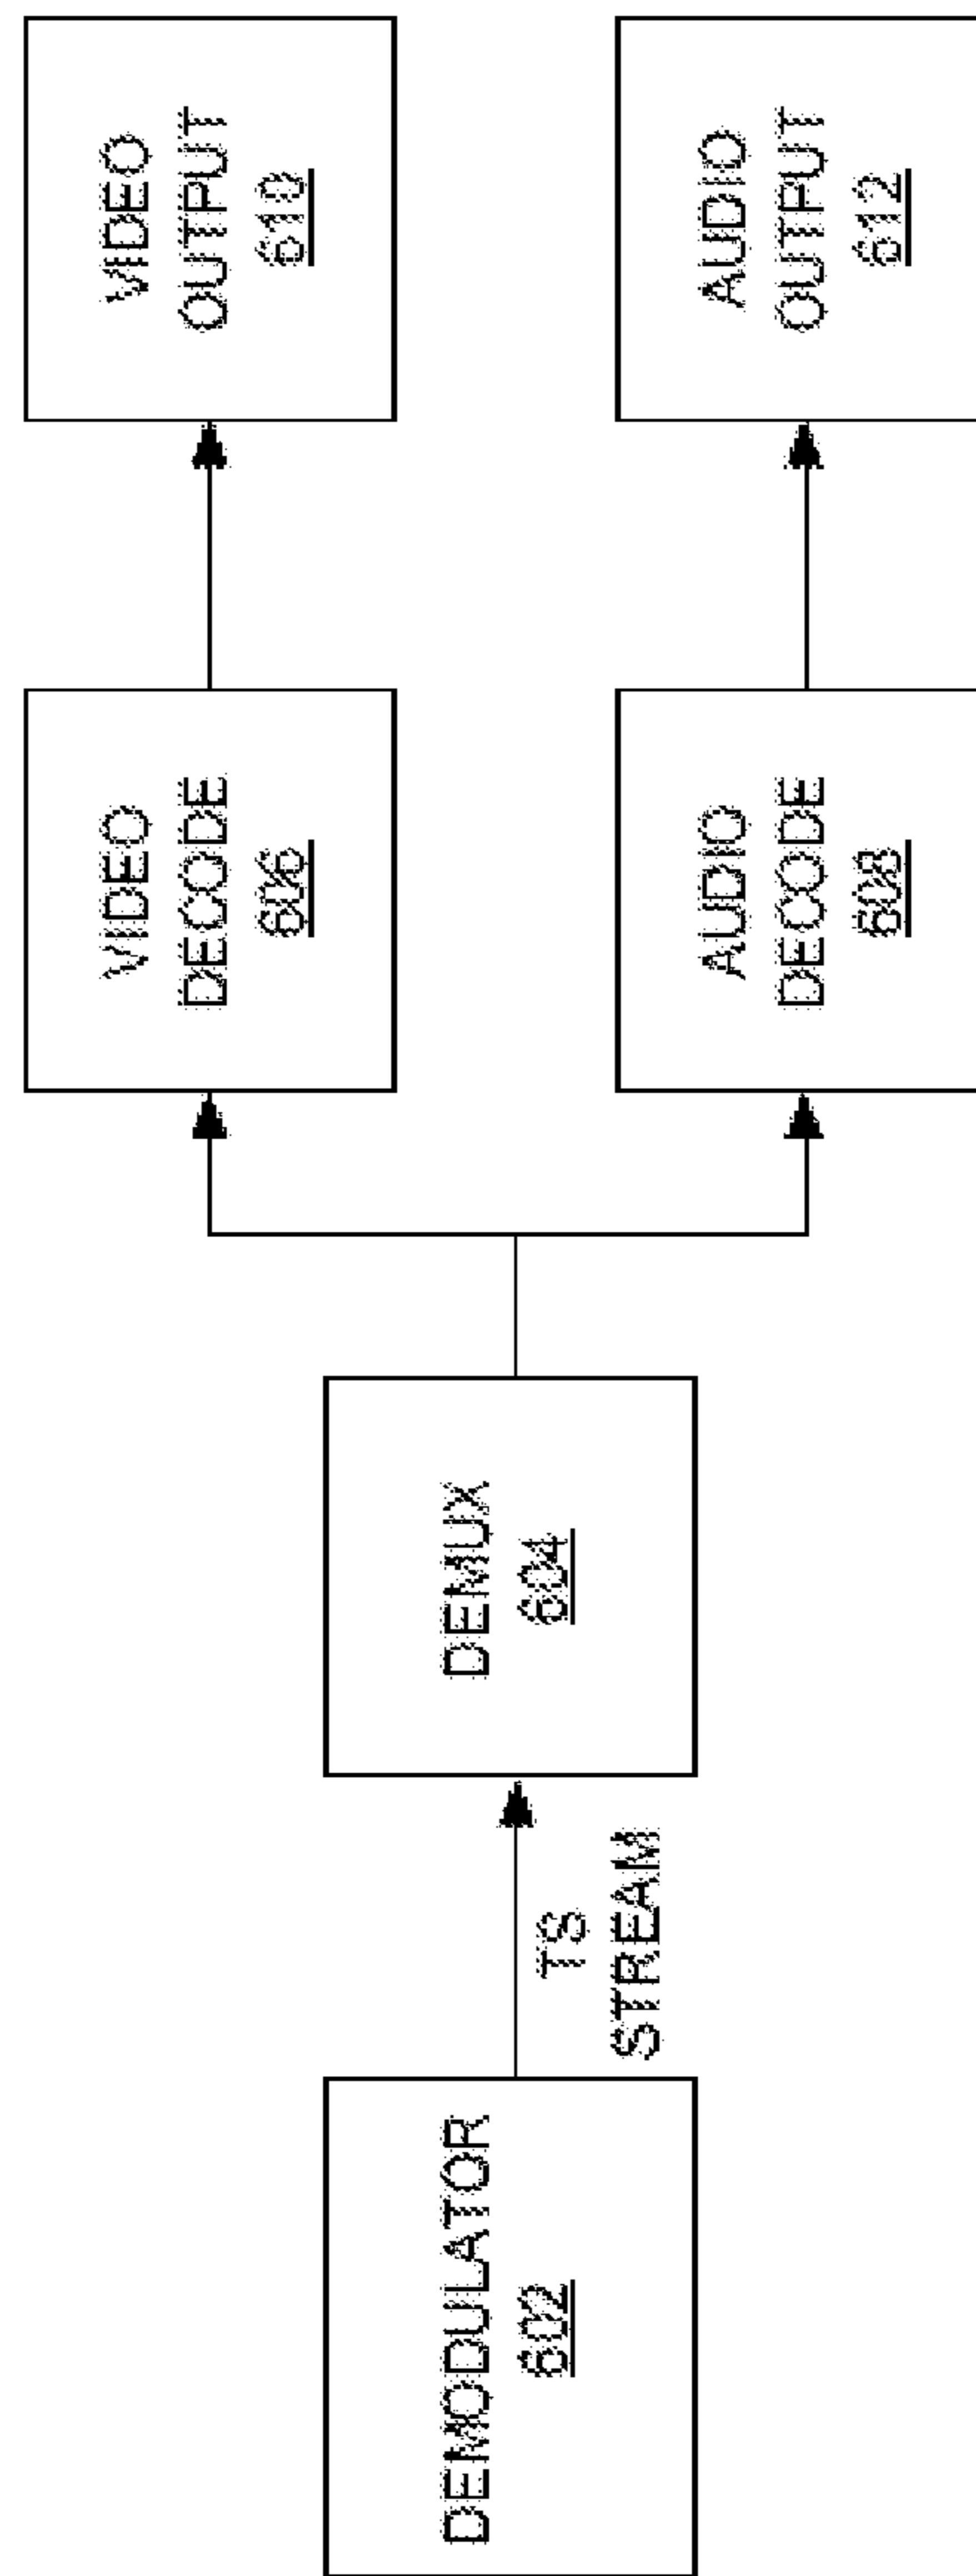 DEMODULATOR
602
TS
STREAM
DEMUX
604
VIDEO
DECODE
606
VIDEO
OUTPUT
610
AUDIO
DECODE
608
AUDIO
OUTPUT
612